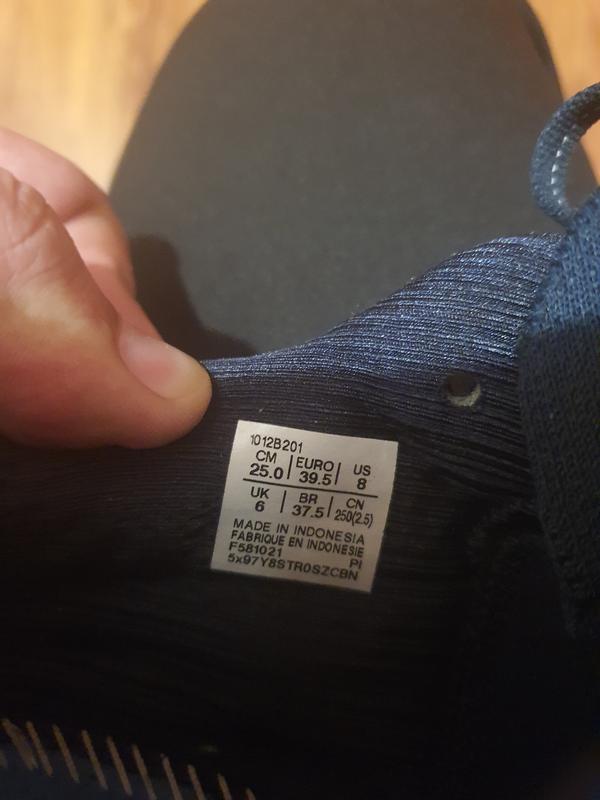 1012B201
CM | EURO | US
25.0 | 39.5 | 8
UK | BR | CN
6 | 37.5 | 250(2.5)
MADE IN INDONESIA
FABRIQUE EN INDONESIE
F581021 PI
5x97Y8STR0SZCBN